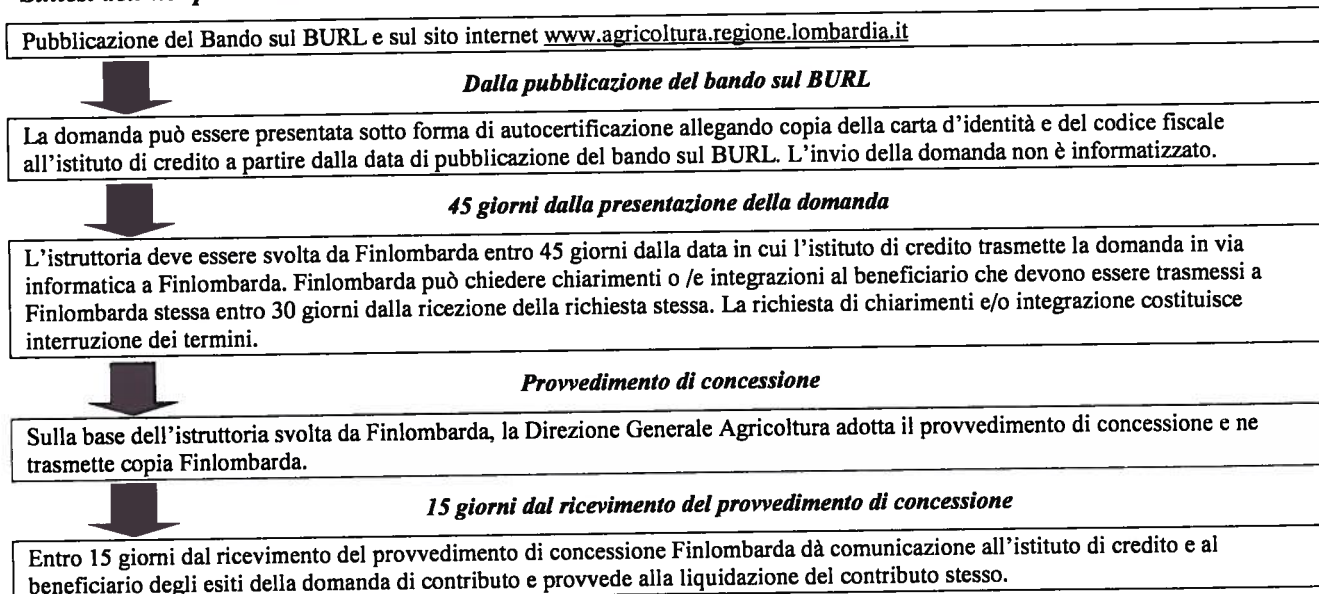 Pubblicazione del Bando sul BURL e sul sito internet www.agricoltura.regione.lombardia.it
Dalla pubblicazione del bando sul BURL
La domanda può essere presentata sotto forma di autocertificazione allegando copia della carta d'identità e del codice fiscale
all'istituto di credito a partire dalla data di pubblicazione del bando sul BURL. L'invio della domanda non è informatizzato.
45 giorni dalla presentazione della domanda
L'istruttoria deve essere svolta da Finlombarda entro 45 giorni dalla data in cui l'istituto di credito trasmette la domanda in via
informatica a Finlombarda. Finlombarda può chiedere chiarimenti o /e integrazioni al beneficiario che devono essere trasmessi a
Finlombarda stessa entro 30 giorni dalla ricezione della richiesta stessa. La richiesta di chiarimenti e/o integrazione costituisce
interruzione dei termini.
Provvedimento di concessione
Sulla base dell'istruttoria svolta da Finlombarda, la Direzione Generale Agricoltura adotta il provvedimento di concessione e ne
trasmette copia Finlombarda.
15 giorni dal ricevimento del provvedimento di concessione
Entro 15 giorni dal ricevimento del provvedimento di concessione Finlombarda dà comunicazione all'istituto di credito e al
beneficiario degli esiti della domanda di contributo e provvede alla liquidazione del contributo stesso.